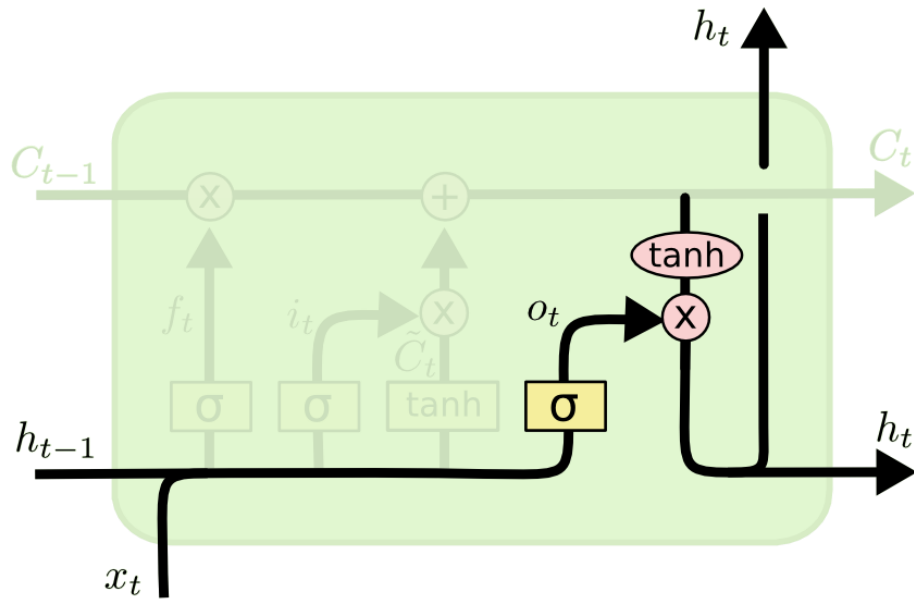 h_t
C_{t-1}
C_t
x
+
tanh
f_t
i_t
x
o_t
x
C̃_t
σ
σ
tanh
σ
h_{t-1}
h_t
x_t